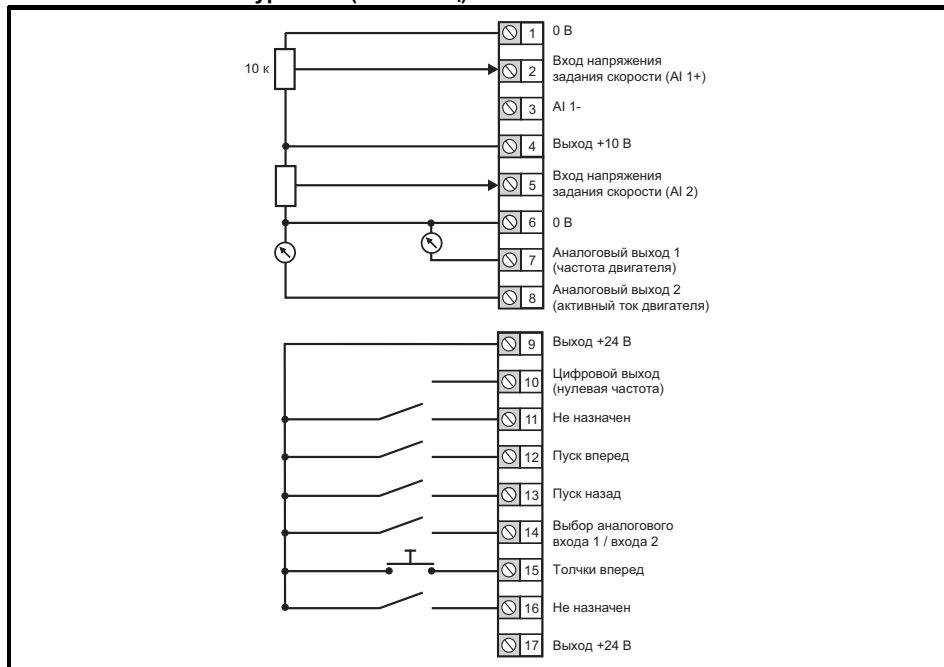 1 0 В
10 к
2 Вход напряжения
задания скорости (AI 1+)
3 AI 1-
4 Выход +10 В
5 Вход напряжения
задания скорости (AI 2)
6 0 В
7 Аналоговый выход 1
(частота двигателя)
8 Аналоговый выход 2
(активный ток двигателя)
9 Выход +24 В
10 Цифровой выход
(нулевая частота)
11 Не назначен
12 Пуск вперед
13 Пуск назад
14 Выбор аналогового
входа 1 / входа 2
15 Толчки вперед
16 Не назначен
17 Выход +24 В